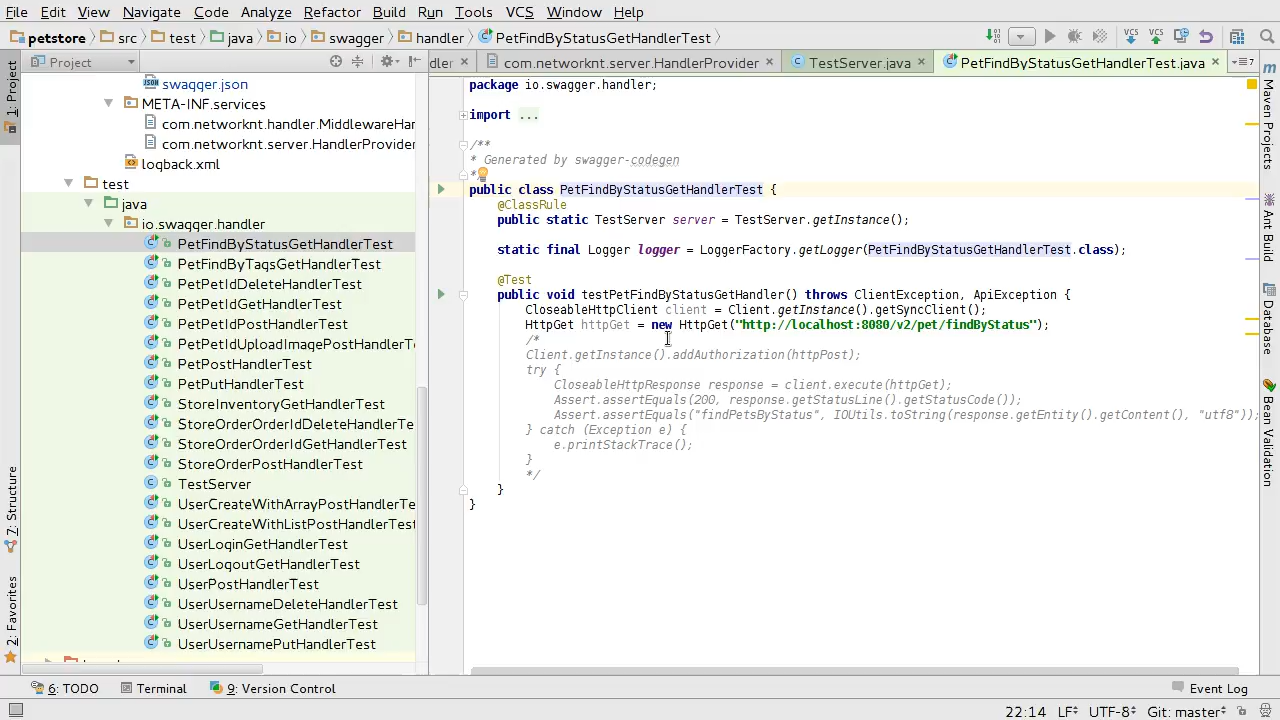 File Edit View Navigate Code Analyze Refactor Build Run Tools VCS Window Help
petstore src test java io swagger handler PetFindByStatusGetHandlerTest
Project
dler com.networknt.server.HandlerProvider TestServer.java PetFindByStatusGetHandlerTest.java 7
1: Project
7: Structure
2: Favorites
swagger.json
META-INF.services
com.networknt.handler.MiddlewareHar
com.networknt.server.HandlerProvider
logback.xml
test
java
io.swagger.handler
PetFindByStatusGetHandlerTest
PetFindByTagsGetHandlerTest
PetPetIdDeleteHandlerTest
PetPetIdGetHandlerTest
PetPetIdPostHandlerTest
PetPetIdUploadImagePostHandlerT
PetPostHandlerTest
PetPutHandlerTest
StoreInventoryGetHandlerTest
StoreOrderOrderIdDeleteHandlerTe
StoreOrderOrderIdGetHandlerTest
StoreOrderPostHandlerTest
TestServer
UserCreateWithArrayPostHandlerTe
UserCreateWithListPostHandlerTest
UserLoginGetHandlerTest
UserLogoutGetHandlerTest
UserPostHandlerTest
UserUsernameDeleteHandlerTest
UserUsernameGetHandlerTest
UserUsernamePutHandlerTest
package io.swagger.handler;
import ...
/**
* Generated by swagger-codegen
*/
public class PetFindByStatusGetHandlerTest {
@ClassRule
public static TestServer server = TestServer.getInstance();
static final Logger logger = LoggerFactory.getLogger(PetFindByStatusGetHandlerTest.class);
@Test
public void testPetFindByStatusGetHandler() throws ClientException, ApiException {
CloseableHttpClient client = Client.getInstance().getSyncClient();
HttpGet httpGet = new HttpGet("http://localhost:8080/v2/pet/findByStatus");
/*
Client.getInstance().addAuthorization(httpPost);
try {
CloseableHttpResponse response = client.execute(httpGet);
Assert.assertEquals(200, response.getStatusLine().getStatusCode());
Assert.assertEquals("findPetsByStatus", IOUtils.toString(response.getEntity().getContent(), "utf8"));
} catch (Exception e) {
e.printStackTrace();
}
*/
}
}
Maven Projects
Ant Build
Database
Bean Validation
6: TODO Terminal 9: Version Control Event Log
22:14 LF UTF-8 Git: master